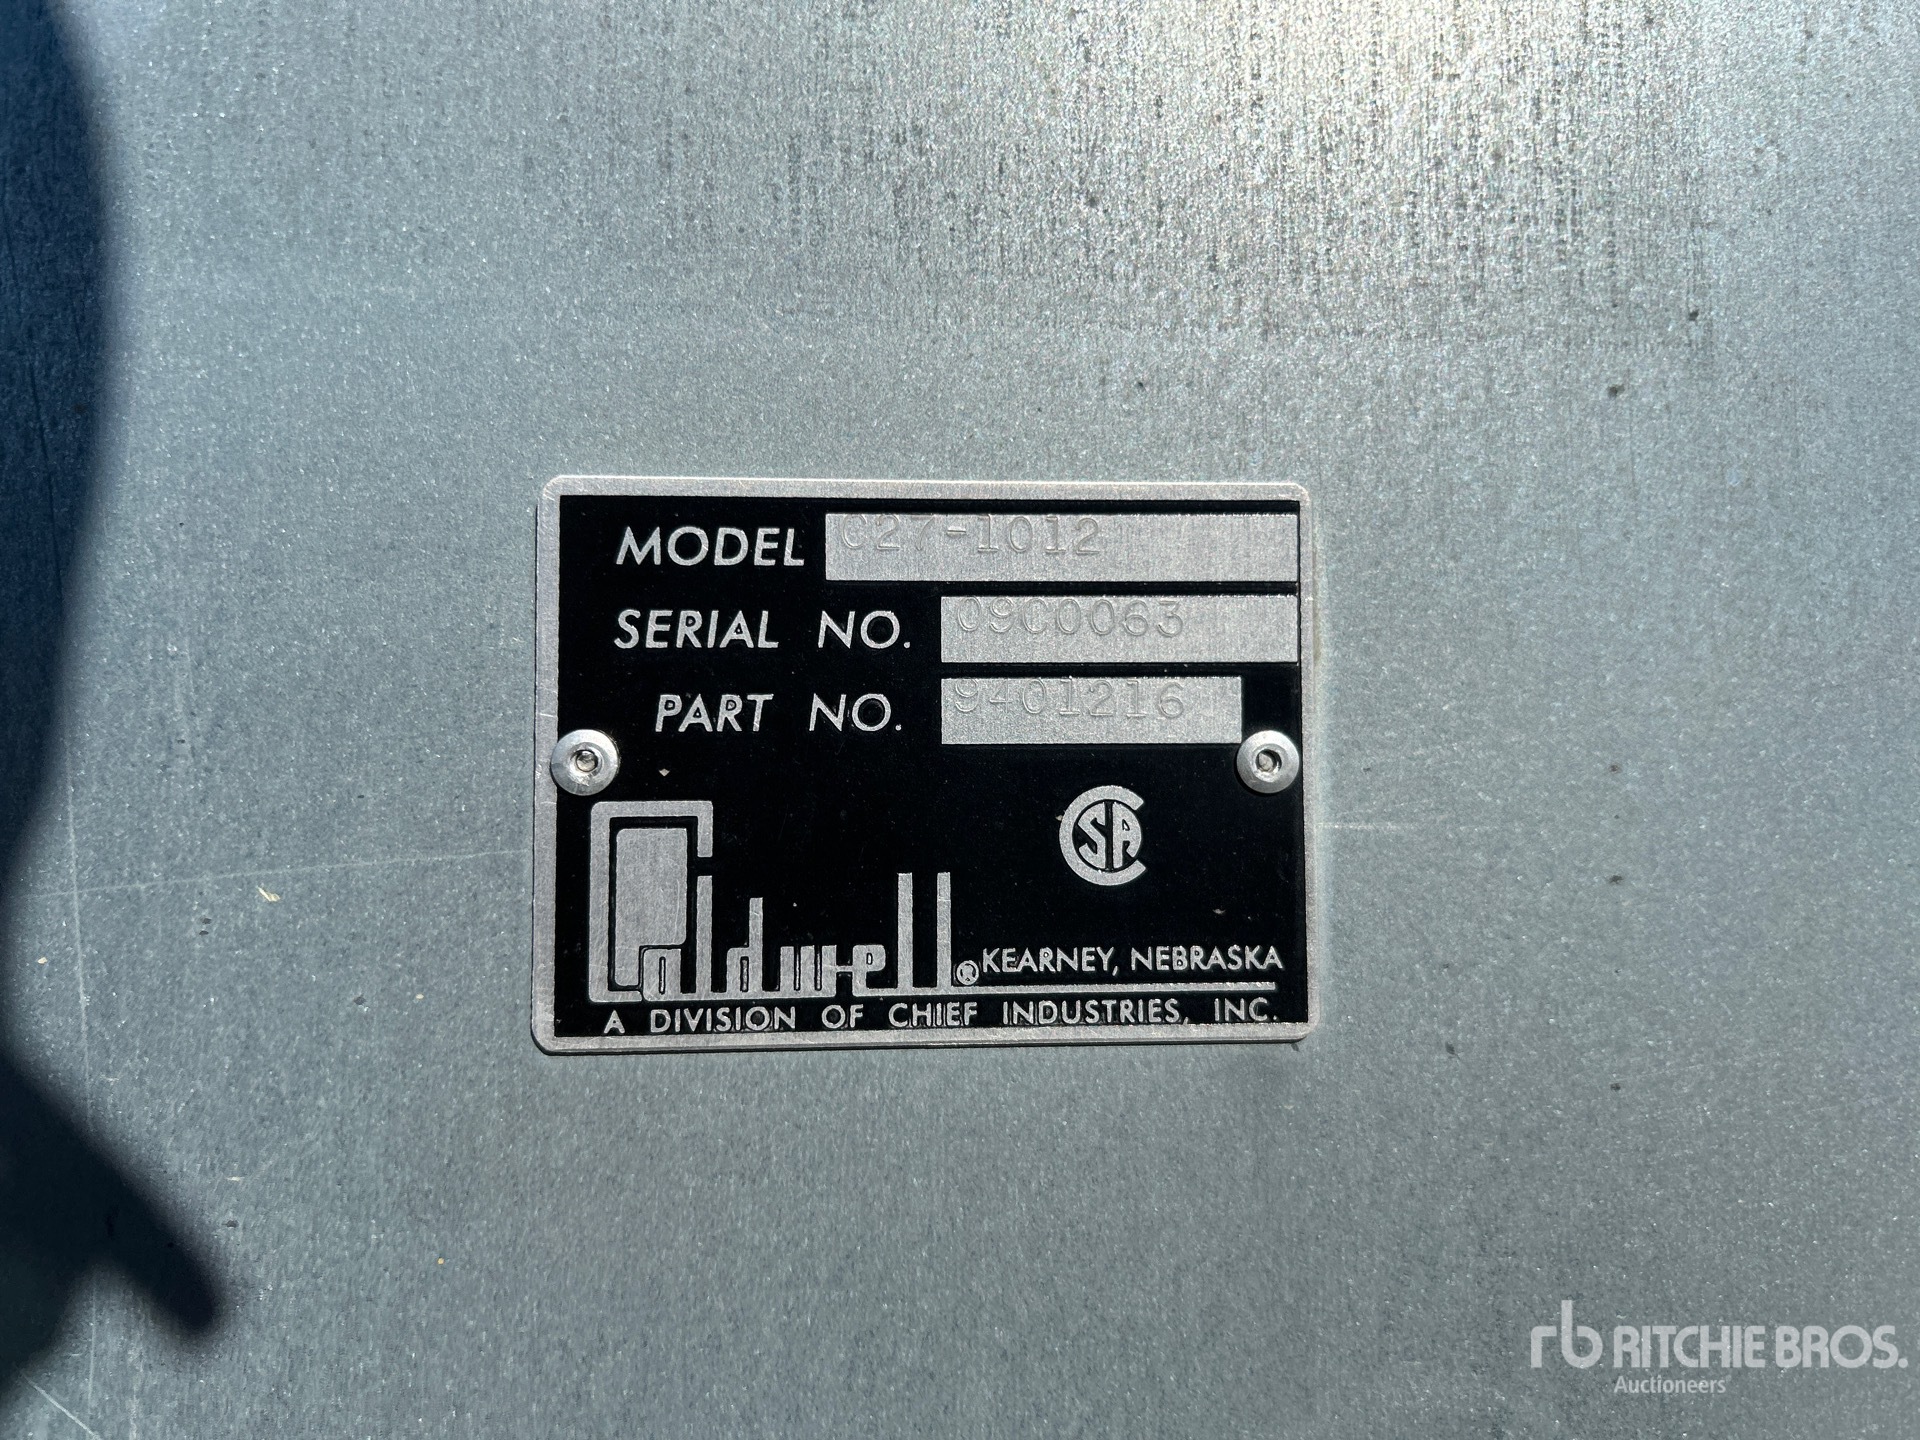 MODEL C27-1012
SERIAL NO. 09C0063
PART NO. 9401216
CSA
Caldwell® KEARNEY, NEBRASKA
A DIVISION OF CHIEF INDUSTRIES, INC.
rb RITCHIE BROS.
Auctioneers